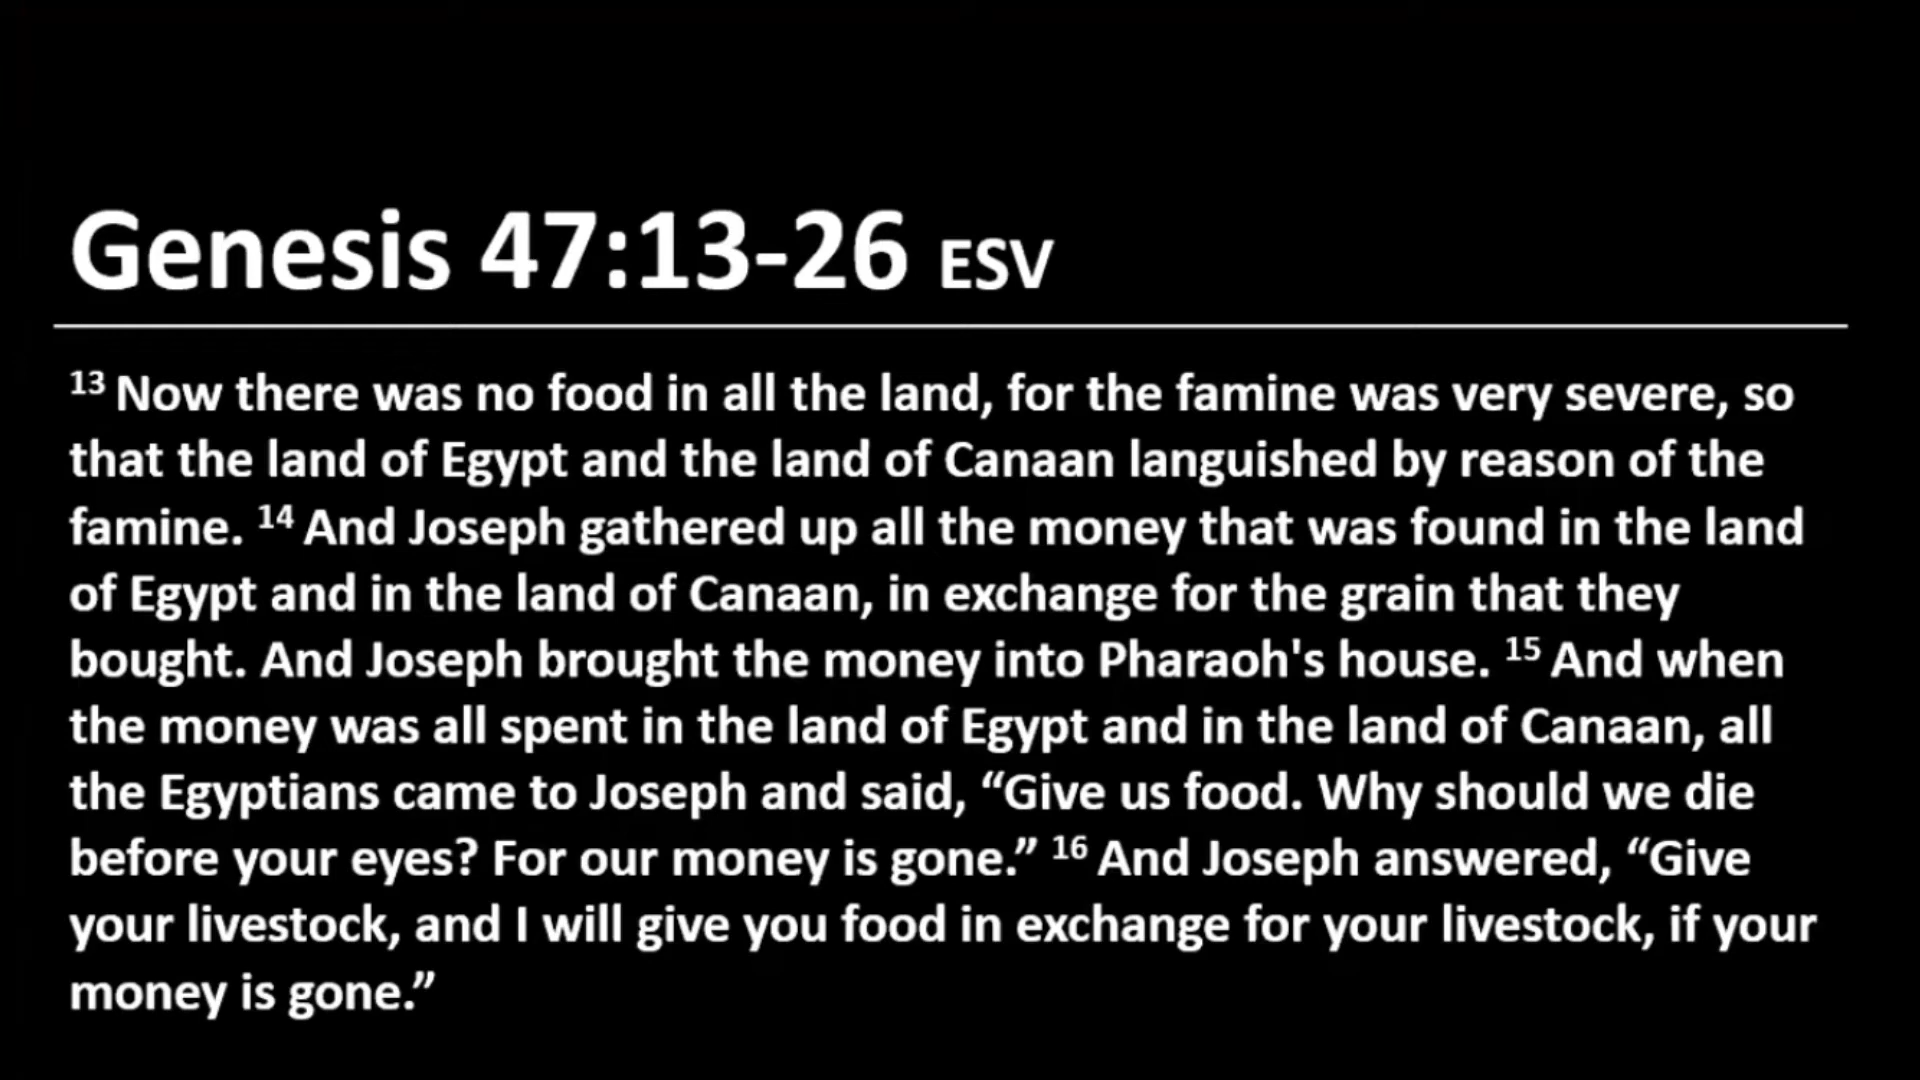 Genesis 47:13-26 ESV
13 Now there was no food in all the land, for the famine was very severe, so
that the land of Egypt and the land of Canaan languished by reason of the
famine. 14 And Joseph gathered up all the money that was found in the land
of Egypt and in the land of Canaan, in exchange for the grain that they
bought. And Joseph brought the money into Pharaoh's house. 15 And when
the money was all spent in the land of Egypt and in the land of Canaan, all
the Egyptians came to Joseph and said, “Give us food. Why should we die
before your eyes? For our money is gone.” 16 And Joseph answered, “Give
your livestock, and I will give you food in exchange for your livestock, if your
money is gone.”